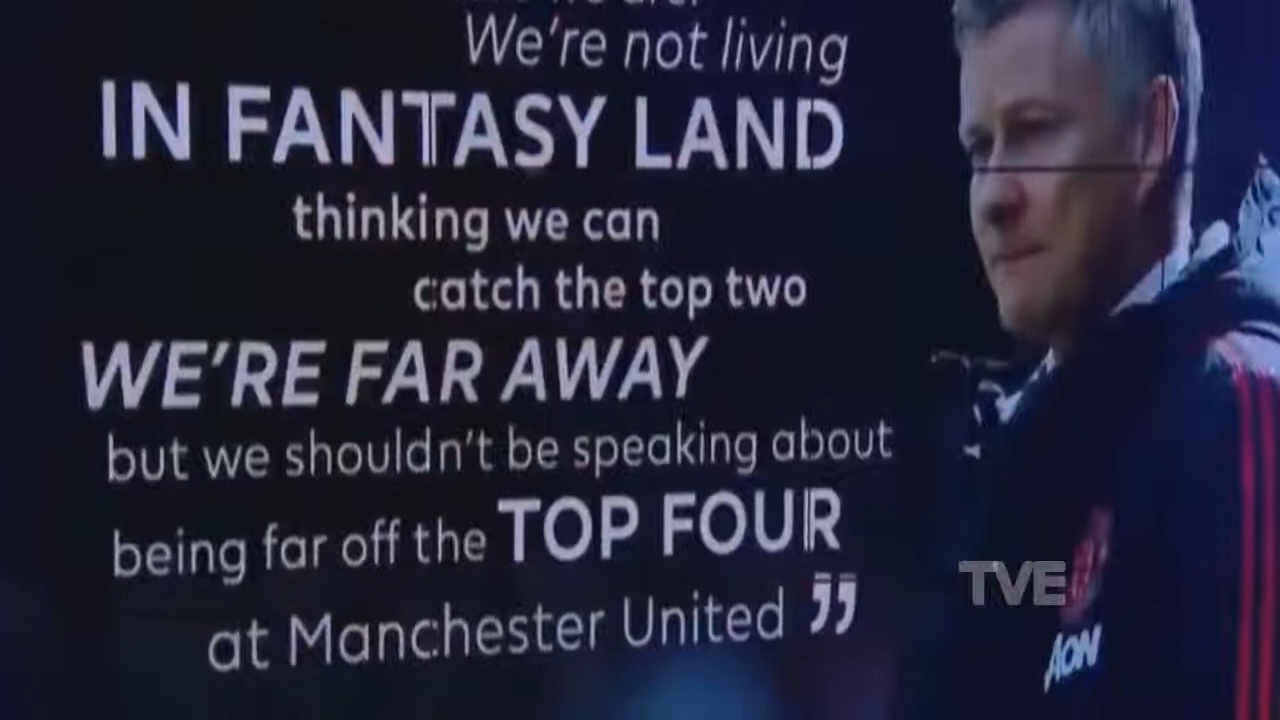 We're not living
IN FANTASY LAND
thinking we can
catch the top two
WE'RE FAR AWAY
but we shouldn't be speaking about
being far off the TOP FOUR
at Manchester United ”
TVE
AON